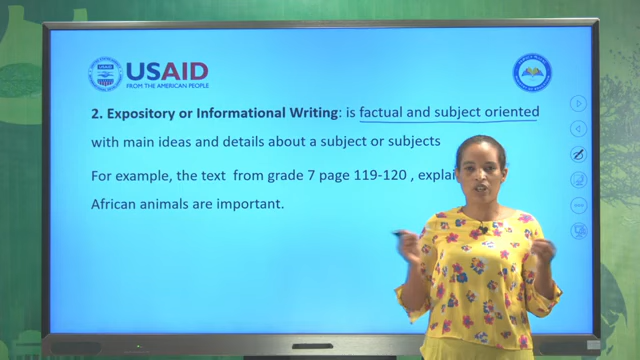 USAID
FROM THE AMERICAN PEOPLE
2. Expository or Informational Writing: is factual and subject oriented
with main ideas and details about a subject or subjects
For example, the text from grade 7 page 119-120 , explai
African animals are important.